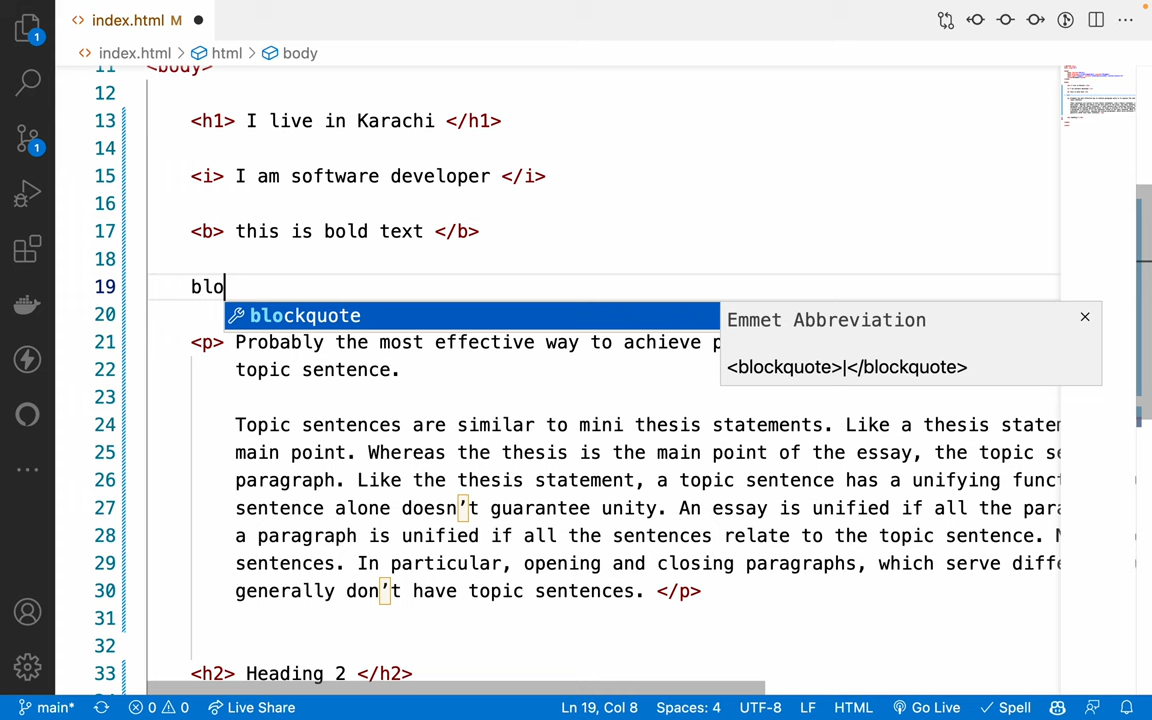 index.html M
index.html > html > body
11 <body>
12
13 <h1> I live in Karachi </h1>
14
15 <i> I am software developer </i>
16
17 <b> this is bold text </b>
18
19 blo
blockquote
Emmet Abbreviation
<blockquote>|</blockquote>
20
21 <p> Probably the most effective way to achieve p
22 topic sentence.
23
24 Topic sentences are similar to mini thesis statements. Like a thesis statem
25 main point. Whereas the thesis is the main point of the essay, the topic se
26 paragraph. Like the thesis statement, a topic sentence has a unifying funct
27 sentence alone doesn’t guarantee unity. An essay is unified if all the para
28 a paragraph is unified if all the sentences relate to the topic sentence. N
29 sentences. In particular, opening and closing paragraphs, which serve diffe
30 generally don’t have topic sentences. </p>
31
32
33 <h2> Heading 2 </h2>
1
1
main* 0 0 Live Share Ln 19, Col 8 Spaces: 4 UTF-8 LF HTML Go Live Spell